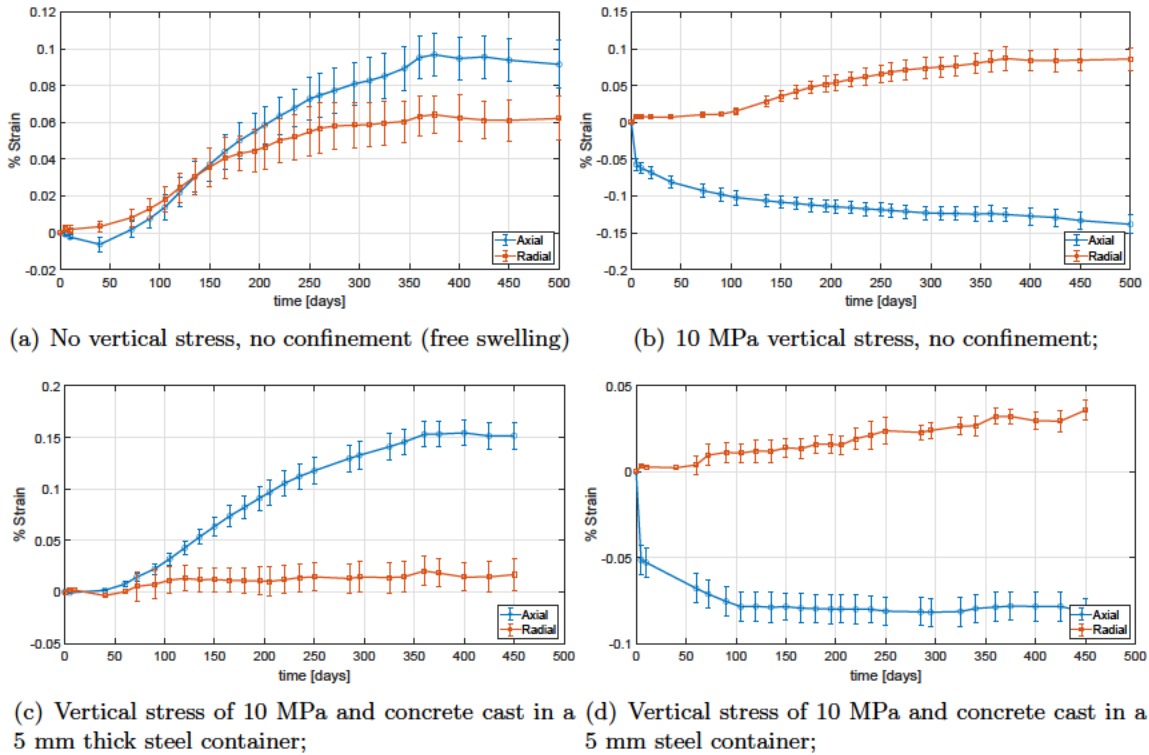 0.12
0.1
0.08
0.06
0.04
0.02
0
-0.02
% Strain
0 50 100 150 200 250 300 350 400 450 500
time [days]
Axial
Radial
(a) No vertical stress, no confinement (free swelling)
0.15
0.1
0.05
0
-0.05
-0.1
-0.15
-0.2
% Strain
0 50 100 150 200 250 300 350 400 450 500
time [days]
Axial
Radial
(b) 10 MPa vertical stress, no confinement;
0.2
0.15
0.1
0.05
0
-0.05
% Strain
0 50 100 150 200 250 300 350 400 450 500
time [days]
Axial
Radial
(c) Vertical stress of 10 MPa and concrete cast in a
5 mm thick steel container;
0.05
0
-0.05
-0.1
% Strain
0 50 100 150 200 250 300 350 400 450 500
time [days]
Axial
Radial
(d) Vertical stress of 10 MPa and concrete cast in a
5 mm steel container;